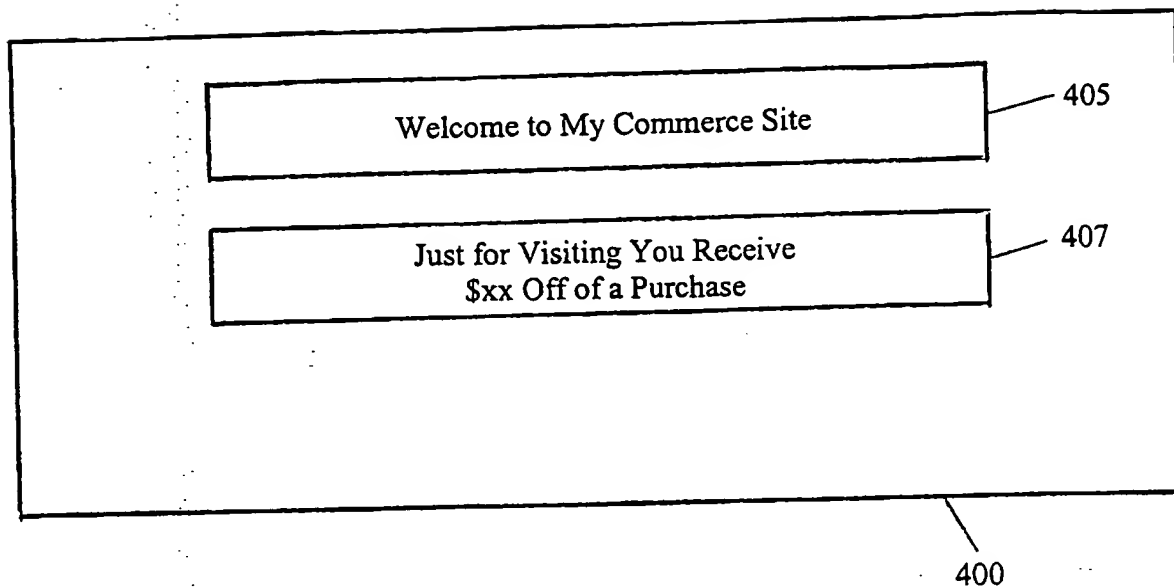 Welcome to My Commerce Site
405
Just for Visiting You Receive
$xx Off of a Purchase
407
400